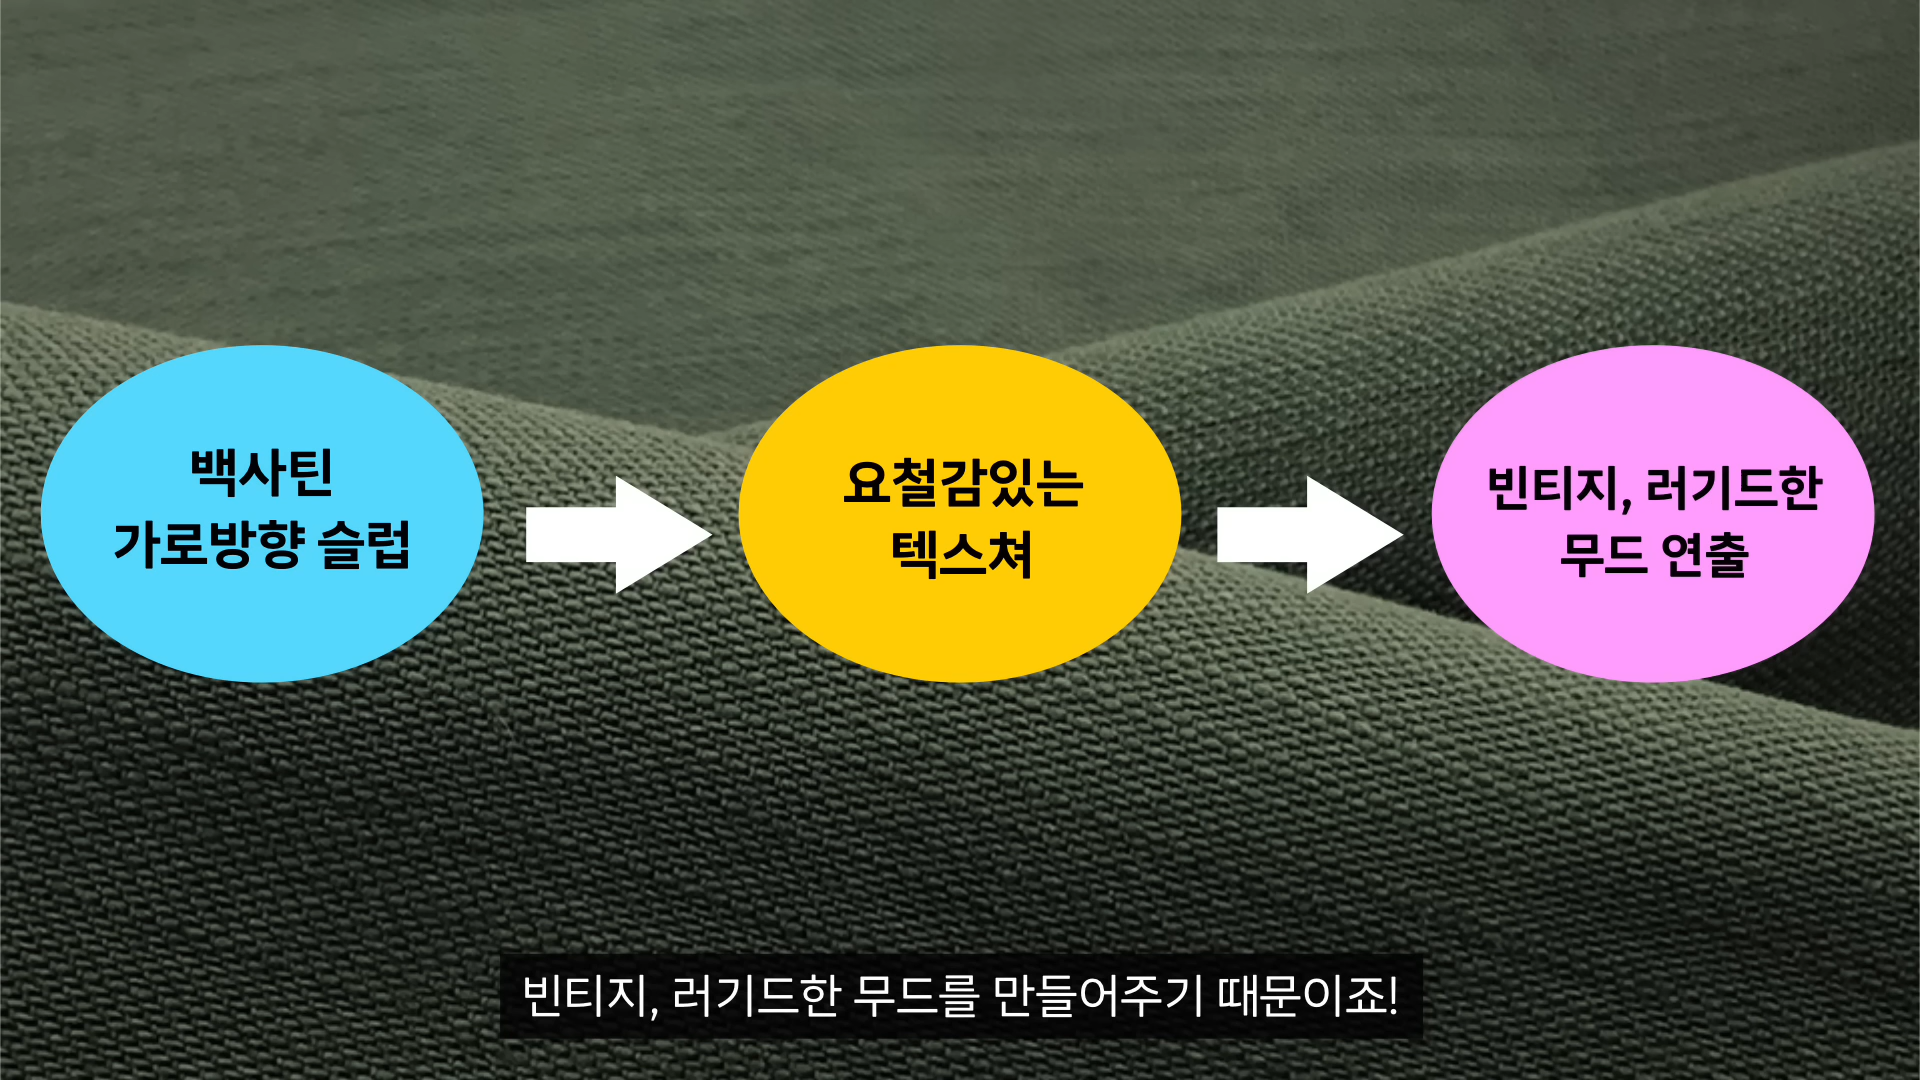 백사틴
가로방향 슬럽
요철감있는
텍스쳐
빈티지, 러기드한
무드 연출
빈티지, 러기드한 무드를 만들어주기 때문이죠!